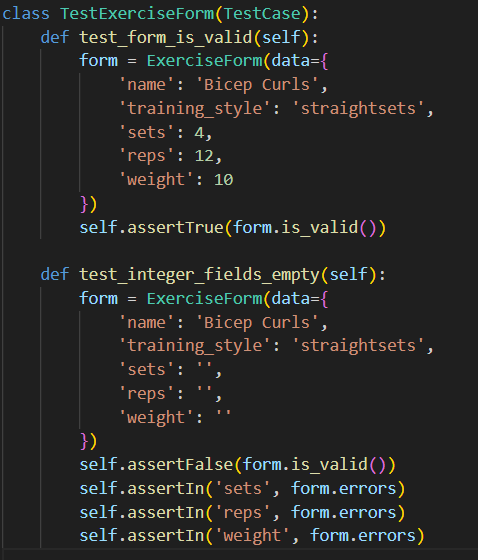 class TestExerciseForm(TestCase):
    def test_form_is_valid(self):
        form = ExerciseForm(data={
            'name': 'Bicep Curls',
            'training_style': 'straightsets',
            'sets': 4,
            'reps': 12,
            'weight': 10
        })
        self.assertTrue(form.is_valid())

    def test_integer_fields_empty(self):
        form = ExerciseForm(data={
            'name': 'Bicep Curls',
            'training_style': 'straightsets',
            'sets': '',
            'reps': '',
            'weight': ''
        })
        self.assertFalse(form.is_valid())
        self.assertIn('sets', form.errors)
        self.assertIn('reps', form.errors)
        self.assertIn('weight', form.errors)